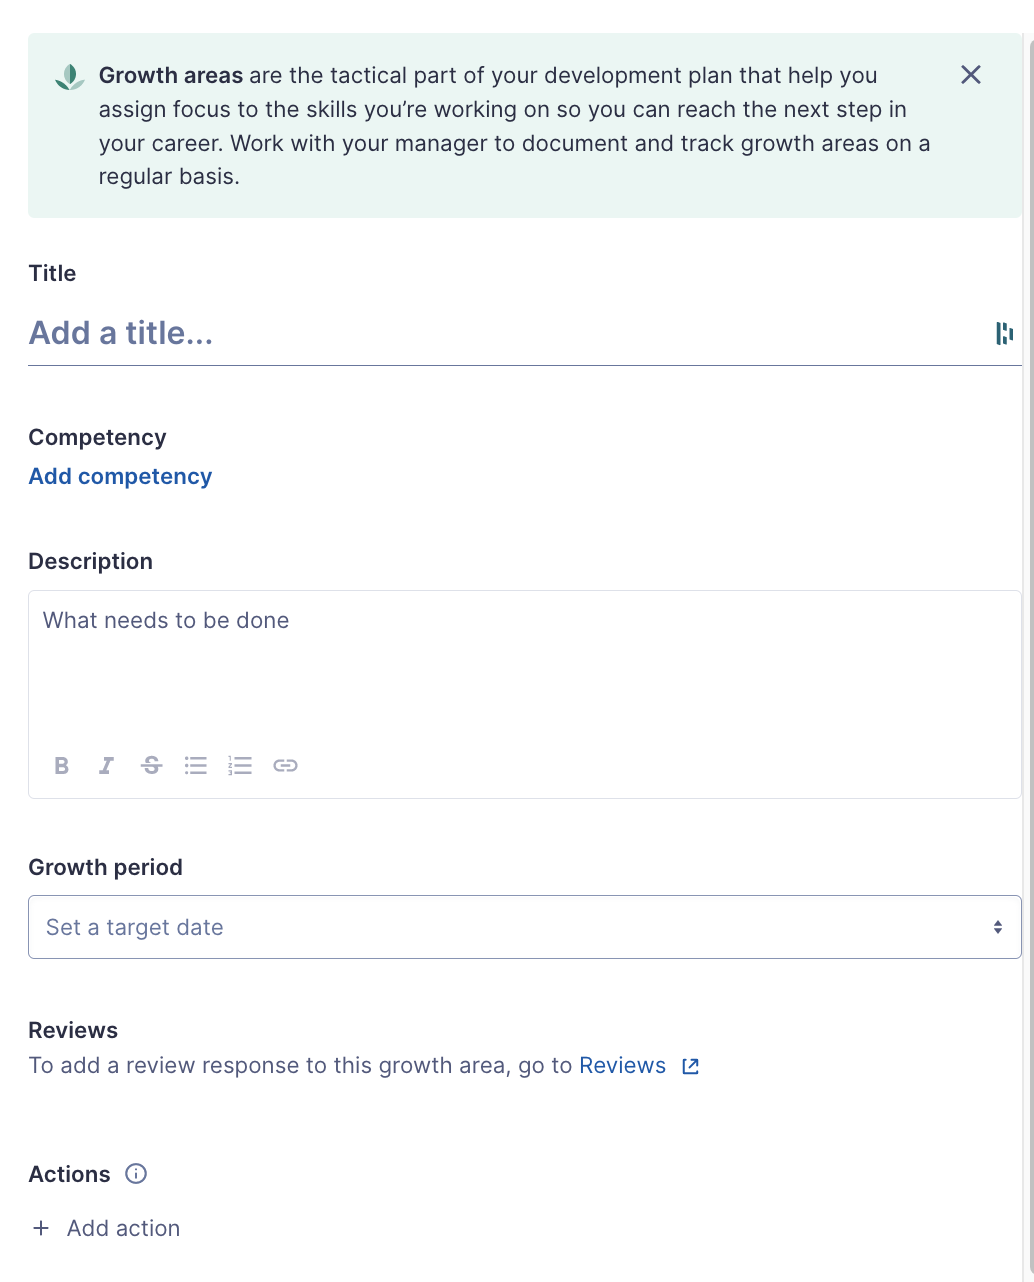 Growth areas are the tactical part of your development plan that help you
assign focus to the skills you’re working on so you can reach the next step in
your career. Work with your manager to document and track growth areas on a
regular basis.
Title
Add a title...
Competency
Add competency
Description
What needs to be done
B I S
Growth period
Set a target date
Reviews
To add a review response to this growth area, go to Reviews
Actions
+ Add action